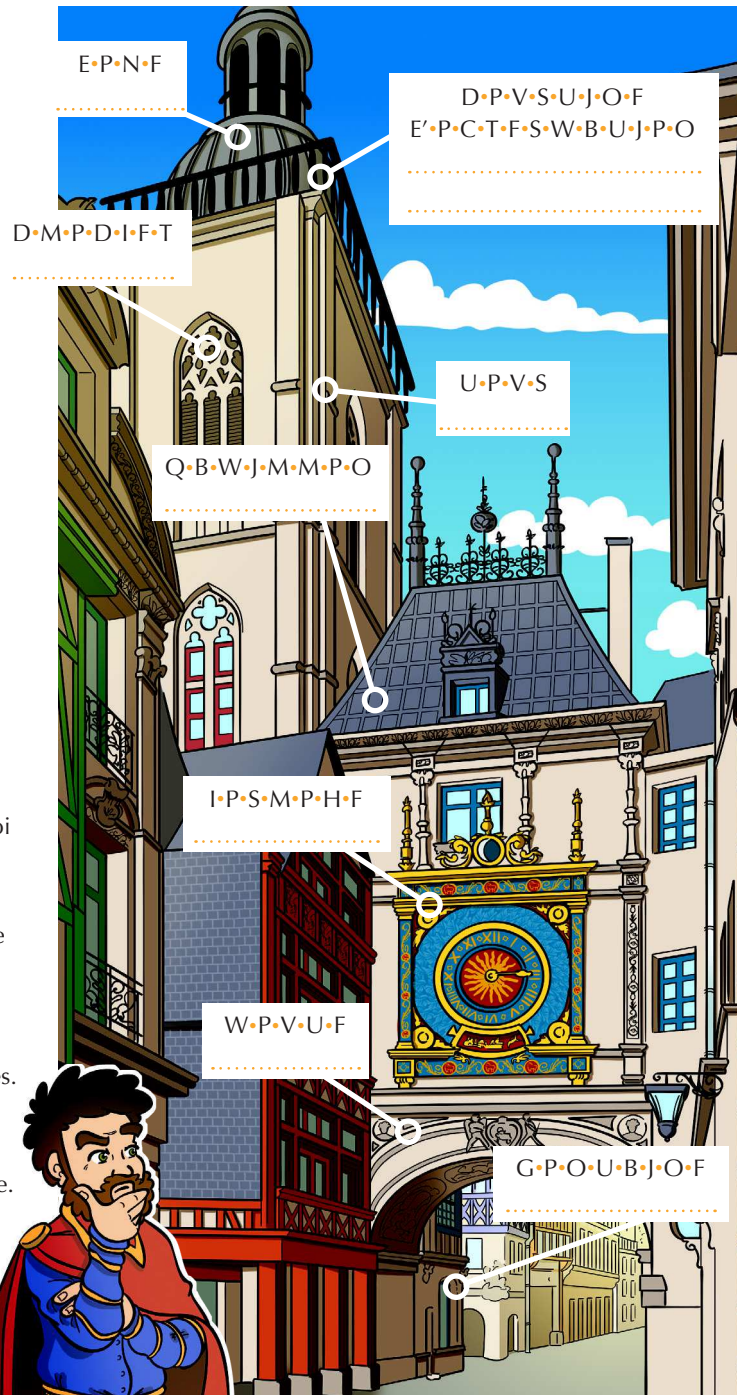 E•P•N•F
D•P•V•S•U•J•O•F
E'•P•C•T•F•S•W•B•U•J•P•O
D•M•P•D•I•F•T
U•P•V•S
Q•B•W•J•M•M•P•O
I•P•S•M•P•H•F
W•P•V•U•F
G•P•O•U•B•J•O•F